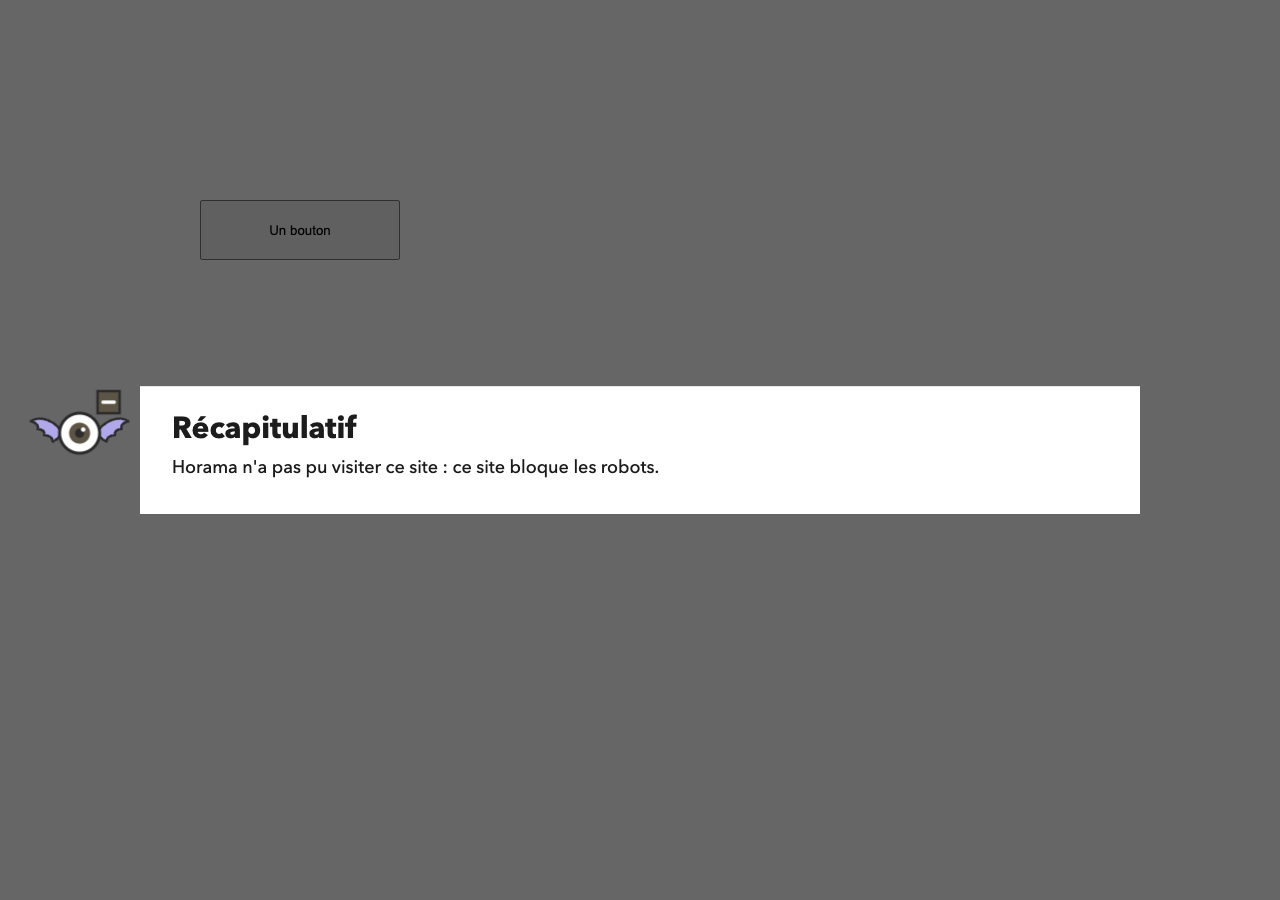 Un bouton
Récapitulatif
Horama n'a pas pu visiter ce site : ce site bloque les robots.